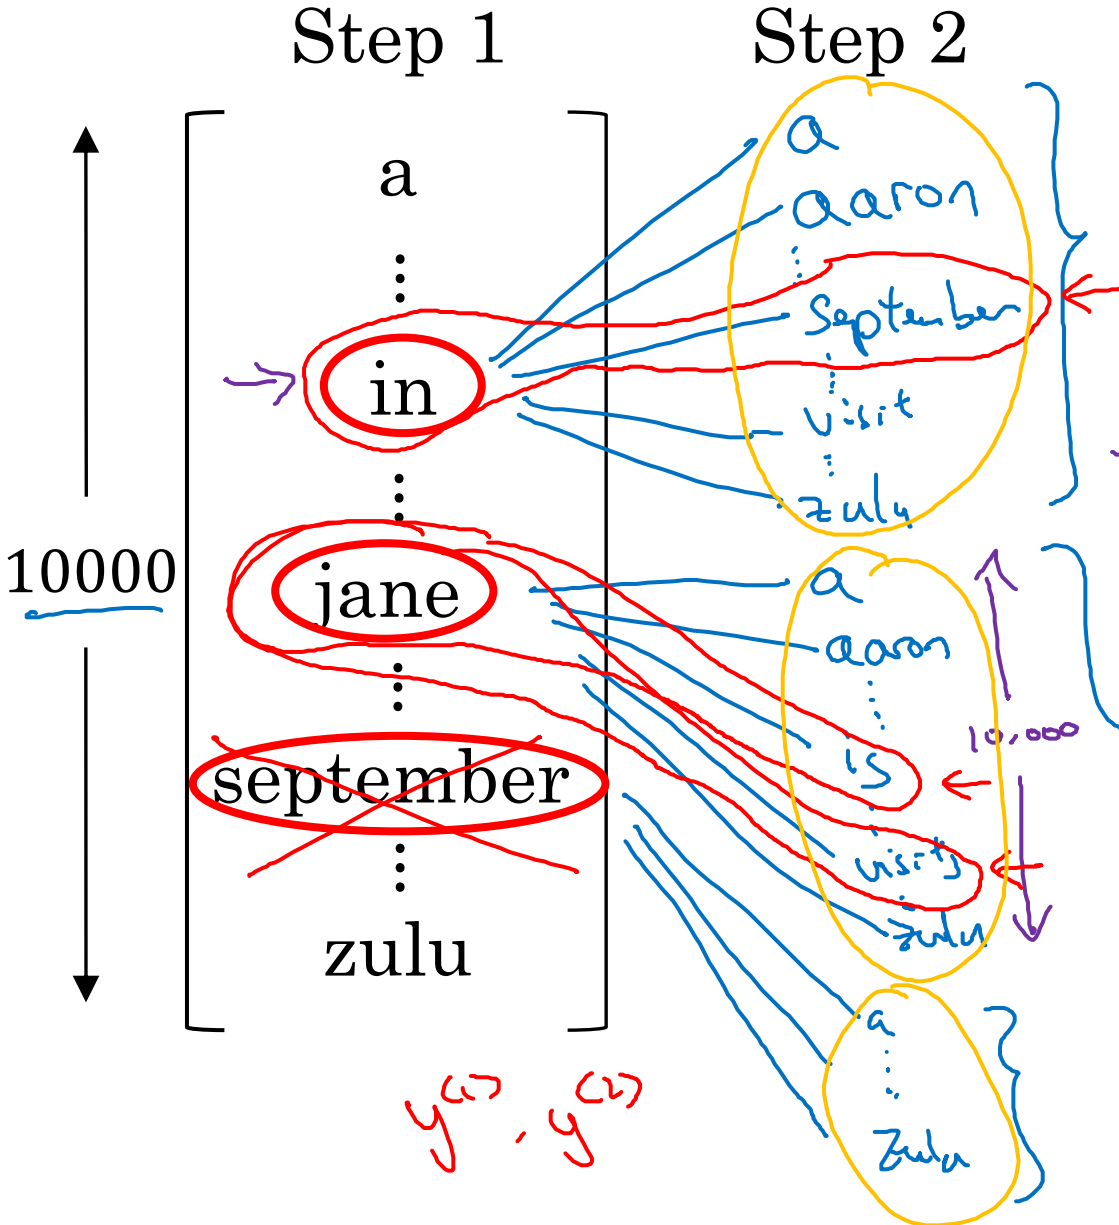 Step 1
Step 2
a
in
10000
jane
september
zulu
a
aaron
september
visit
zulu
a
aaron
is
10,000
visits
zulu
a
zulu
y<1>, y<2>